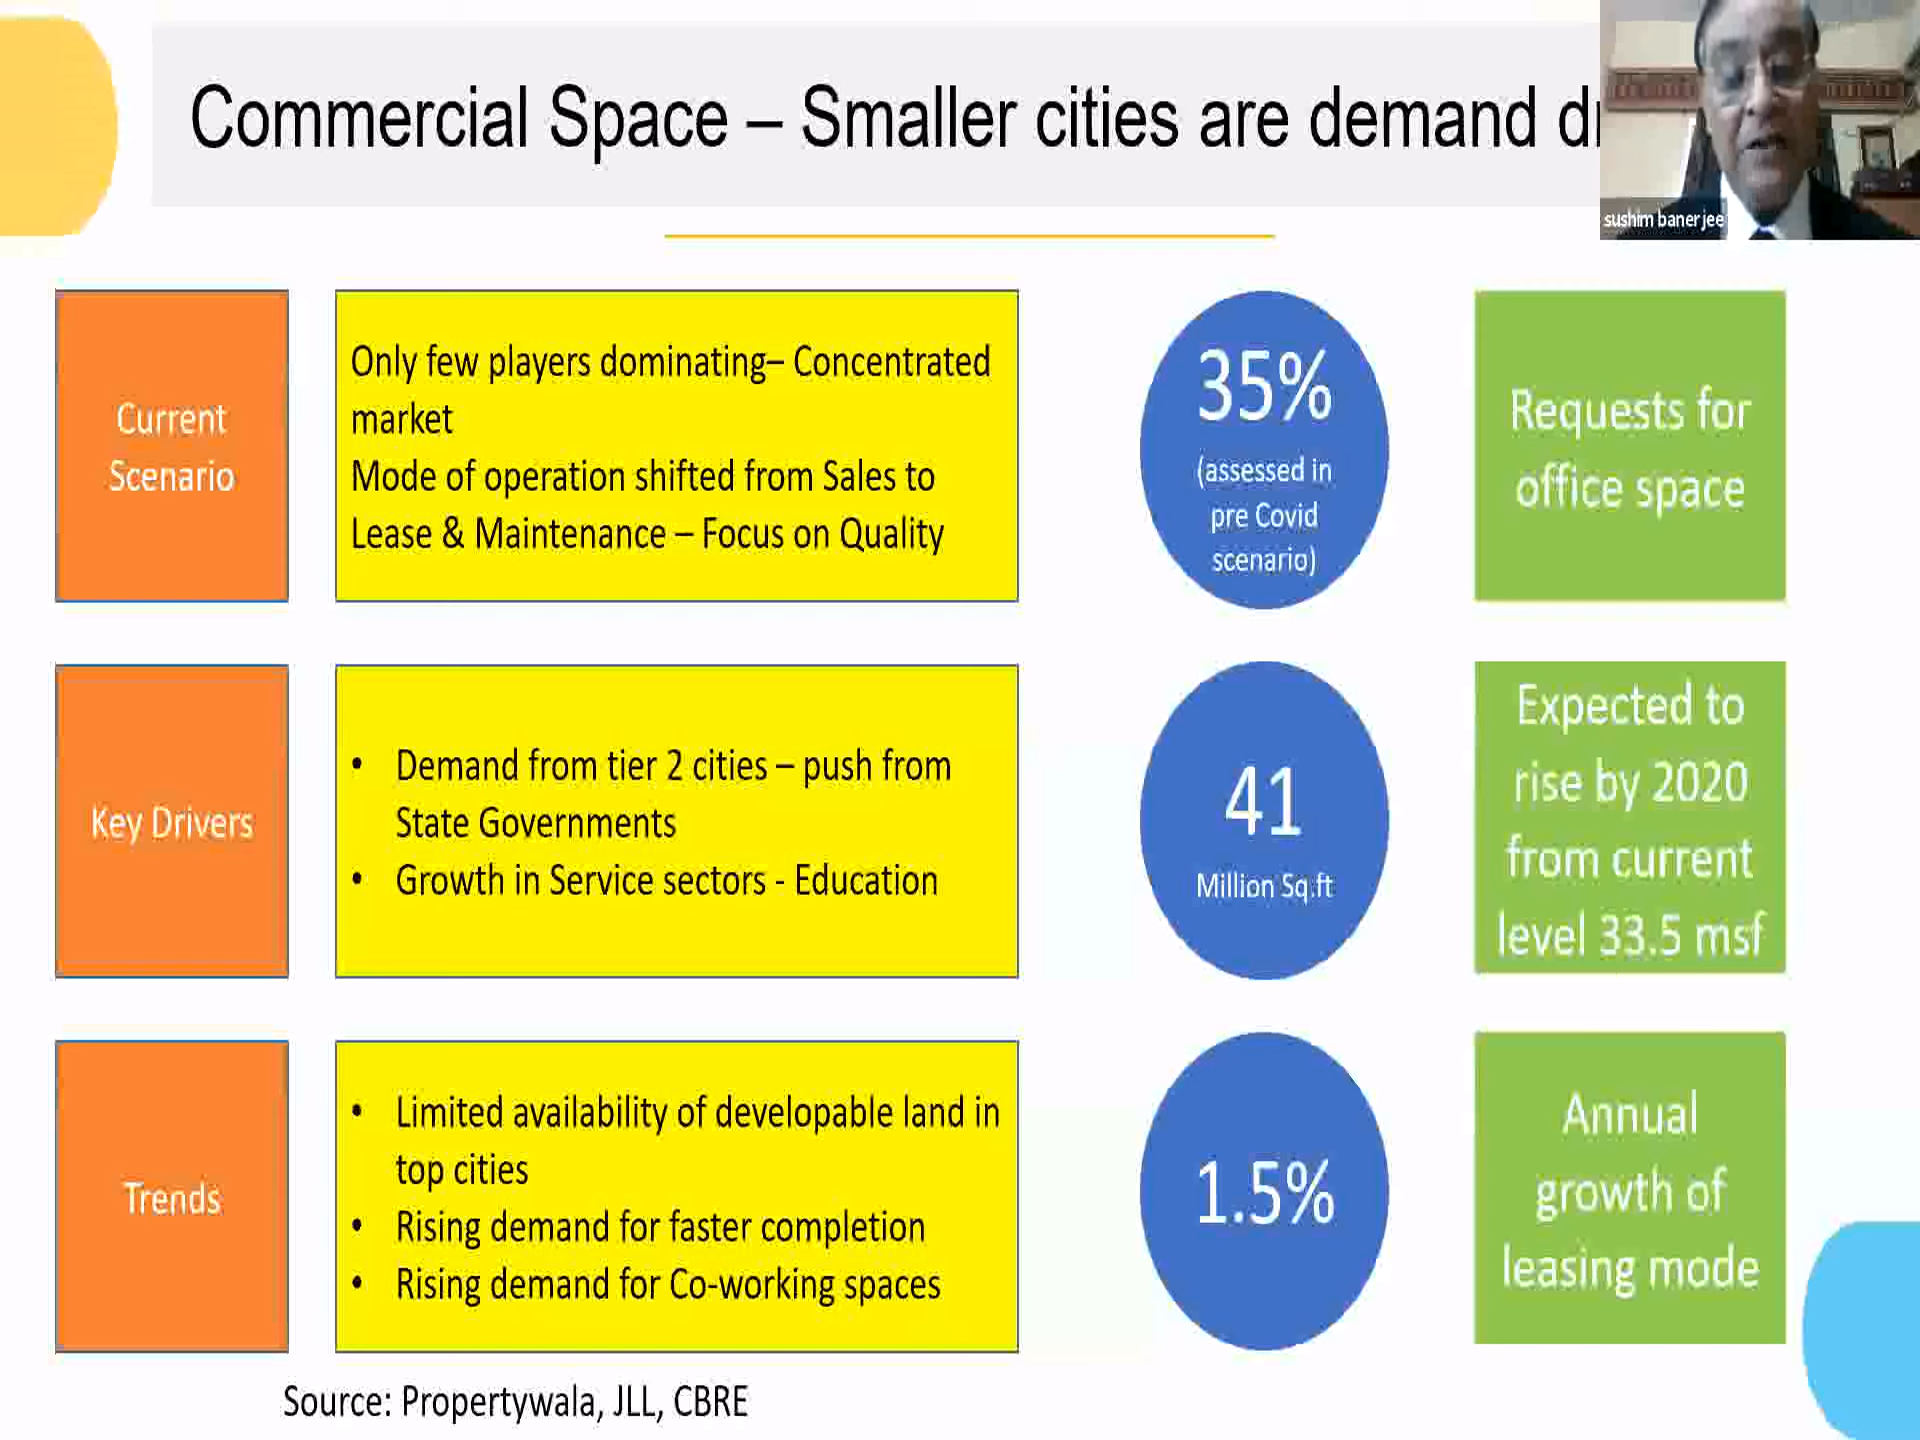 Commercial Space – Smaller cities are demand
sushim banerjee
Current
Scenario
Only few players dominating– Concentrated
market
Mode of operation shifted from Sales to
Lease & Maintenance – Focus on Quality
35%
(assessed in
pre Covid
scenario)
Requests for
office space
Key Drivers
• Demand from tier 2 cities – push from
State Governments
• Growth in Service sectors - Education
41
Million Sq.ft
Expected to
rise by 2020
from current
level 33.5 msf
Trends
• Limited availability of developable land in
top cities
• Rising demand for faster completion
• Rising demand for Co-working spaces
1.5%
Annual
growth of
leasing mode
Source: Propertywala, JLL, CBRE